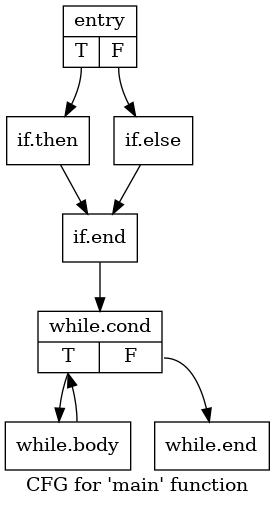 entry
T F
if.then
if.else
if.end
while.cond
T F
while.body
while.end
CFG for 'main' function